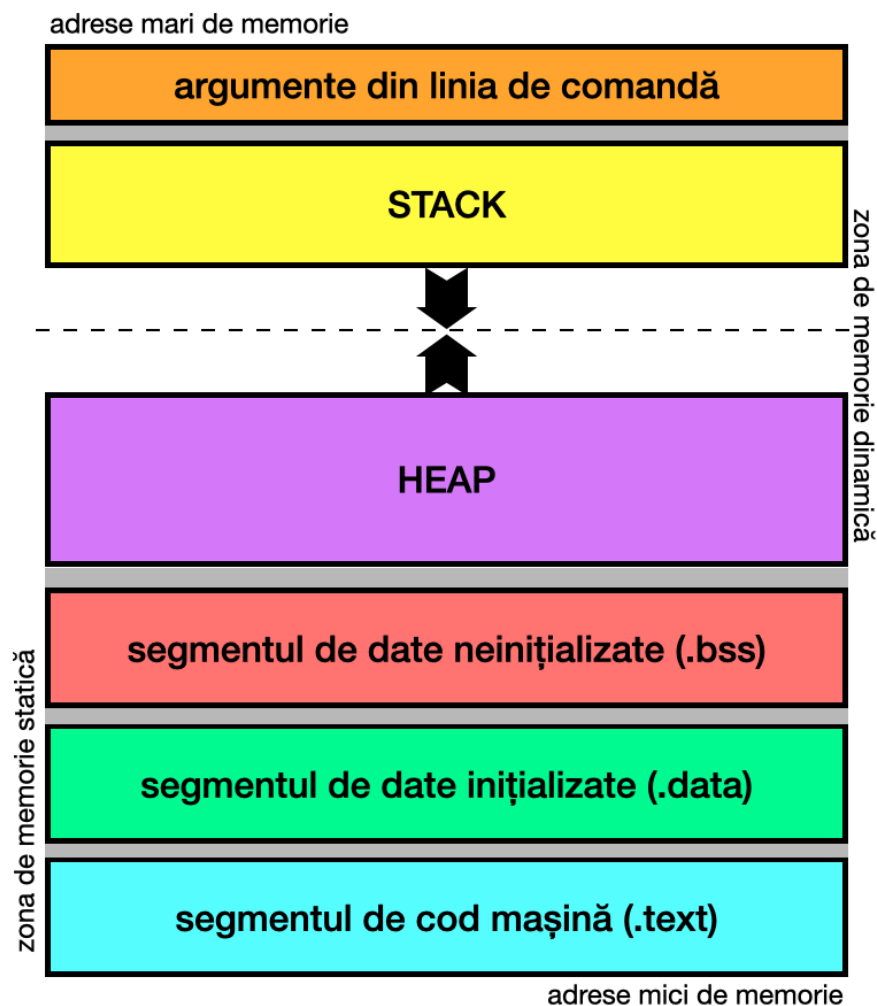 adrese mari de memorie
argumente din linia de comandă
STACK
zona de memorie dinamică
HEAP
segmentul de date neinițializate (.bss)
zona de memorie statică
segmentul de date inițializate (.data)
segmentul de cod mașină (.text)
adrese mici de memorie